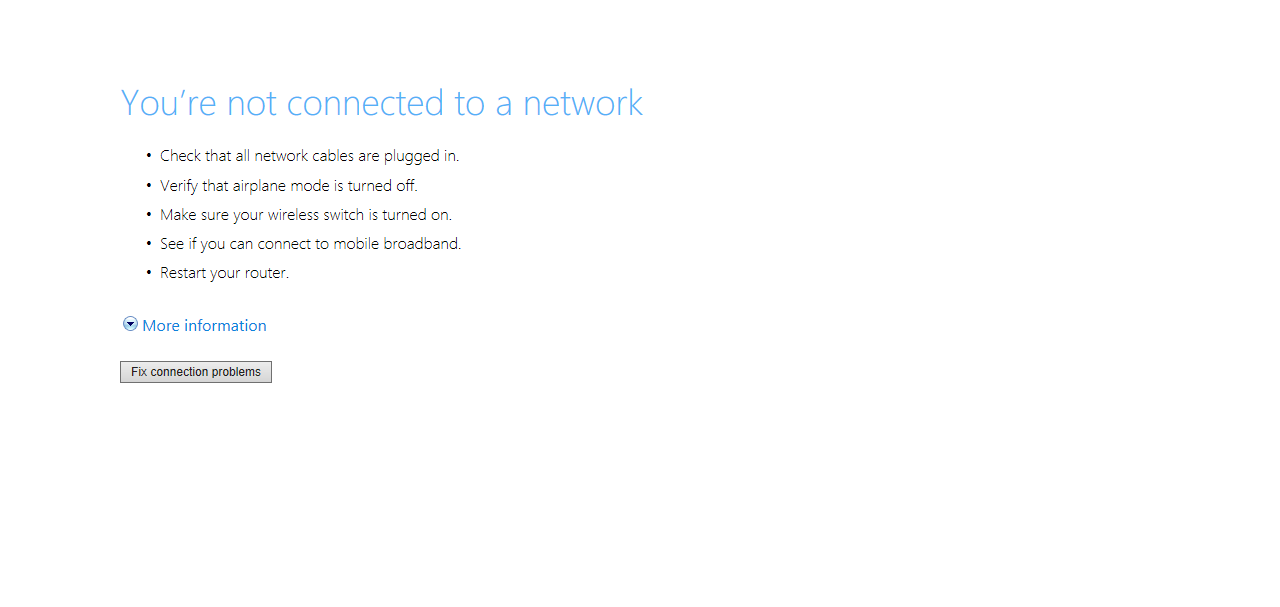 You're not connected to a network
• Check that all network cables are plugged in.
• Verify that airplane mode is turned off.
• Make sure your wireless switch is turned on.
• See if you can connect to mobile broadband.
• Restart your router.
More information
Fix connection problems